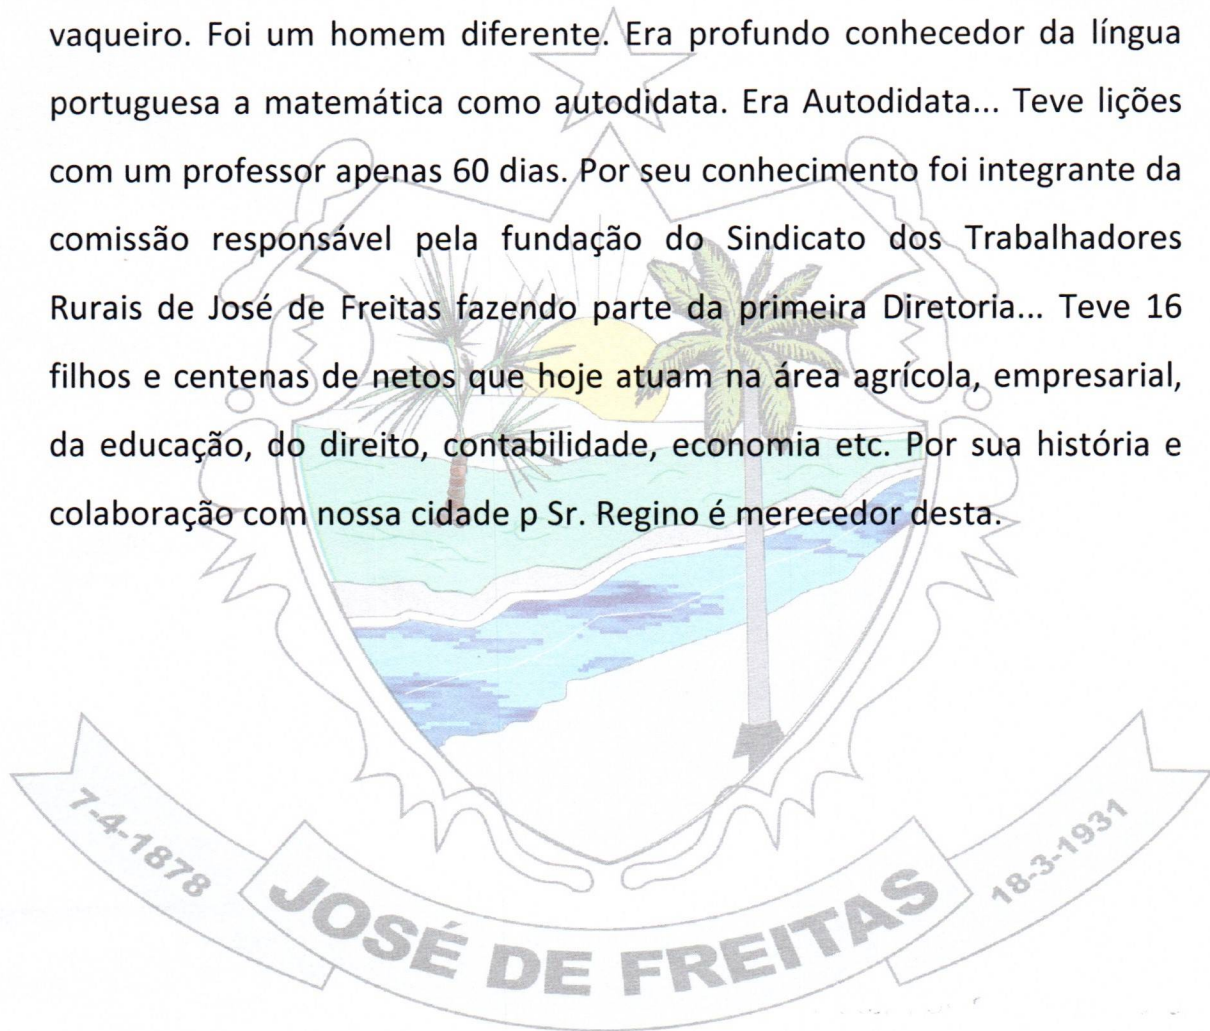 vaqueiro. Foi um homem diferente. Era profundo conhecedor da língua
portuguesa a matemática como autodidata. Era Autodidata... Teve lições
com um professor apenas 60 dias. Por seu conhecimento foi integrante da
comissão responsável pela fundação do Sindicato dos Trabalhadores
Rurais de José de Freitas fazendo parte da primeira Diretoria... Teve 16
filhos e centenas de netos que hoje atuam na área agrícola, empresarial,
da educação, do direito, contabilidade, economia etc. Por sua história e
colaboração com nossa cidade p Sr. Regino é merecedor desta.
7-4-1878
JOSÉ DE FREITAS
18-3-1931